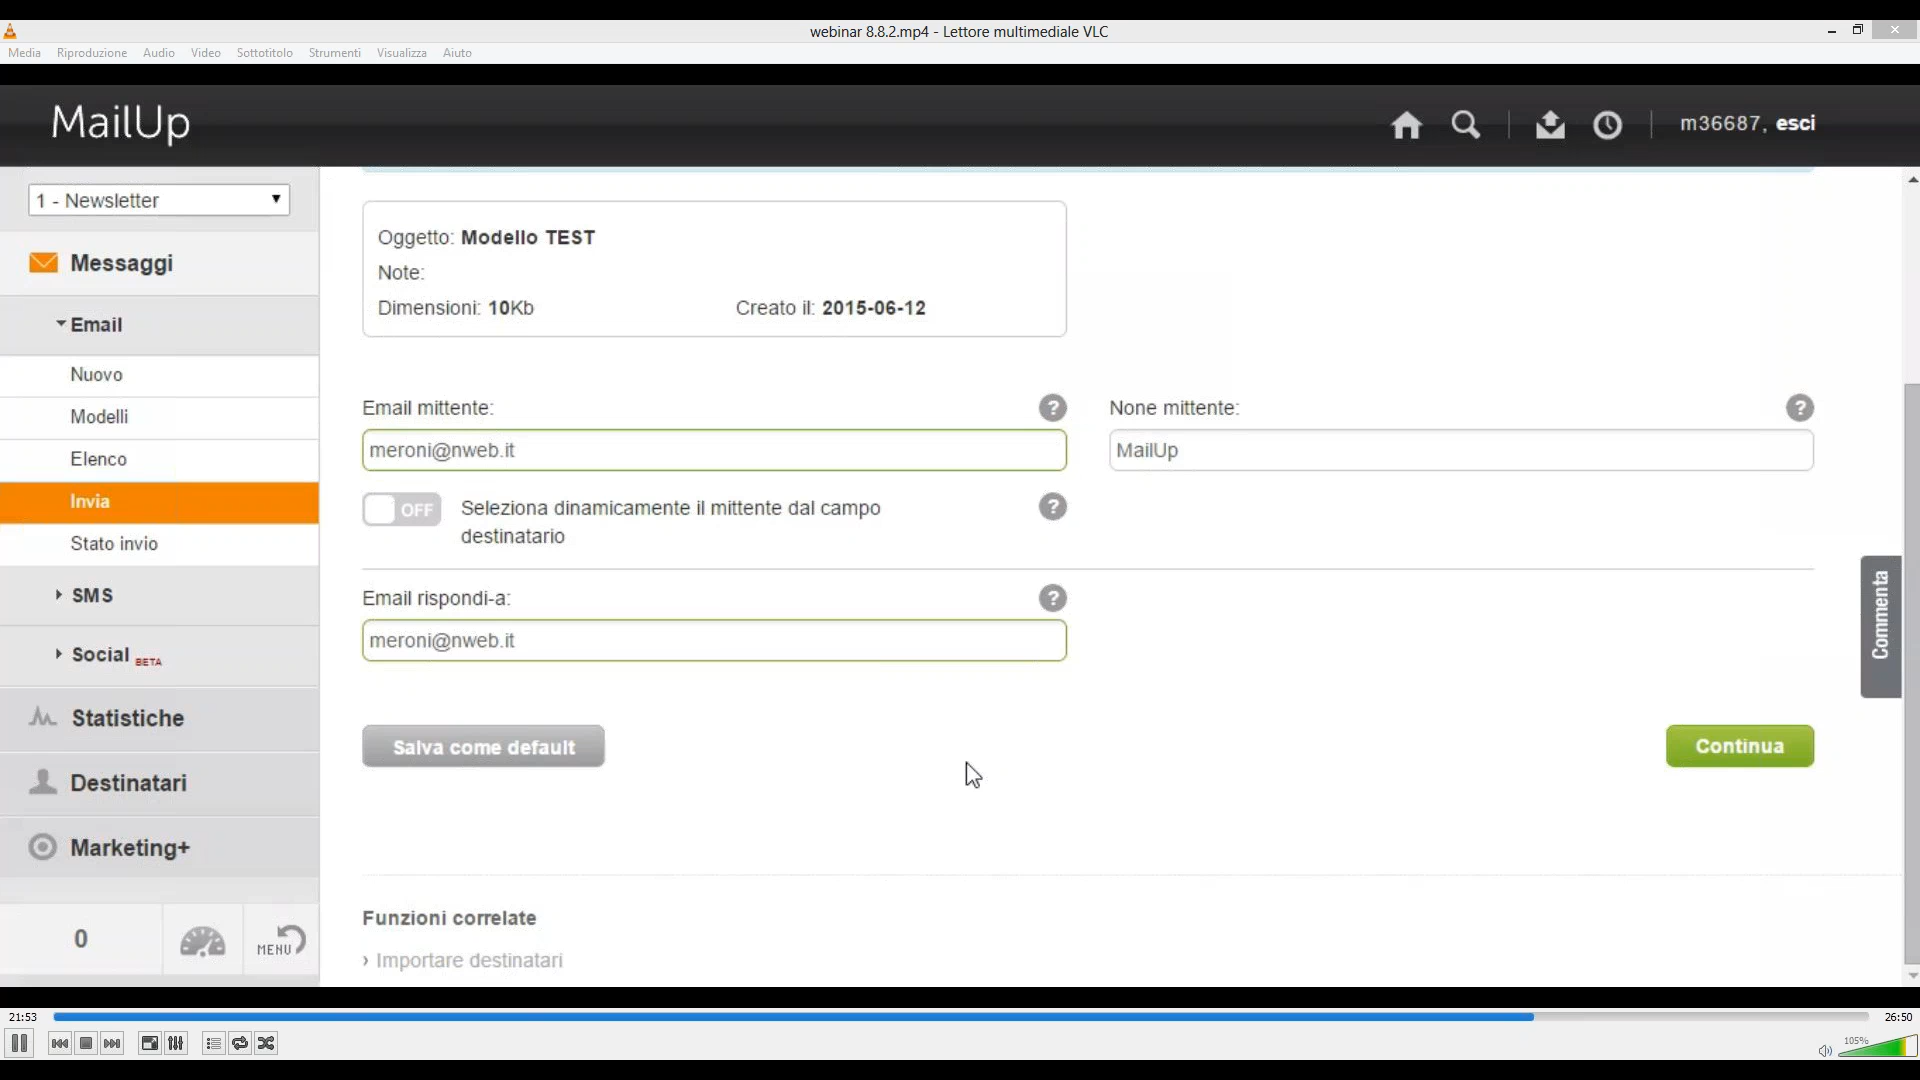 webinar 8.8.2.mp4 - Lettore multimediale VLC
Media Riproduzione Audio Video Sottotitolo Strumenti Visualizza Aiuto
MailUp
m36687, esci
1 - Newsletter
Messaggi
Email
Nuovo
Modelli
Elenco
Invia
Stato invio
SMS
Social BETA
Statistiche
Destinatari
Marketing+
0
MENU
Oggetto: Modello TEST
Note:
Dimensioni: 10Kb Creato il: 2015-06-12
Email mittente: ? None mittente: ?
meroni@nweb.it MailUp
OFF Seleziona dinamicamente il mittente dal campo ?
destinatario
Email rispondi-a: ?
meroni@nweb.it
Salva come default Continua
Commenta
Funzioni correlate
› Importare destinatari
21:53 26:50
105%